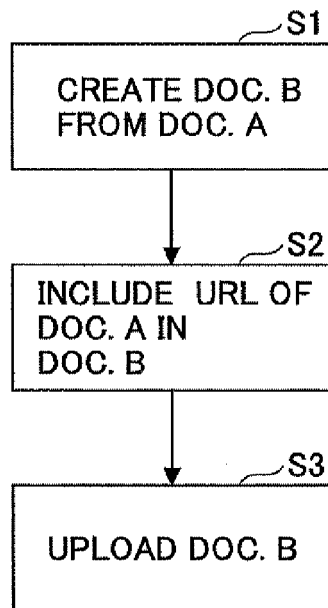 S1
CREATE DOC. B
FROM DOC. A
S2
INCLUDE URL OF
DOC. A IN
DOC. B
S3
UPLOAD DOC. B